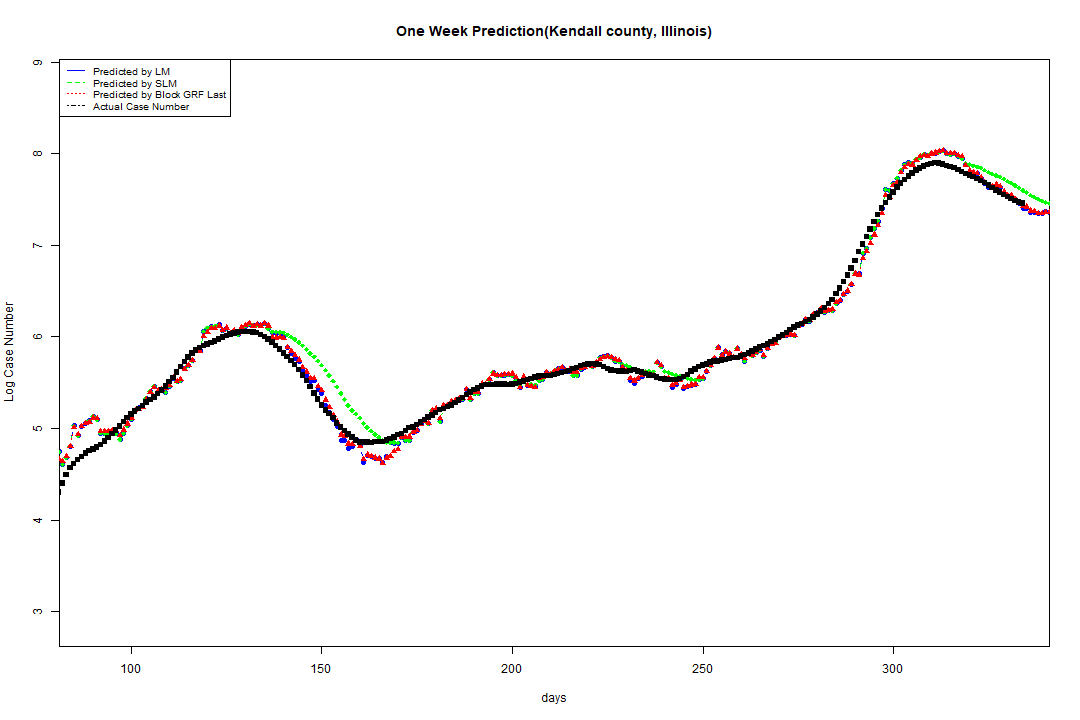 One Week Prediction(Kendall county, Illinois)
Predicted by LM
Predicted by SLM
Predicted by Block GRF Last
Actual Case Number
Log Case Number
9
8
7
6
5
4
3
100 150 200 250 300
days